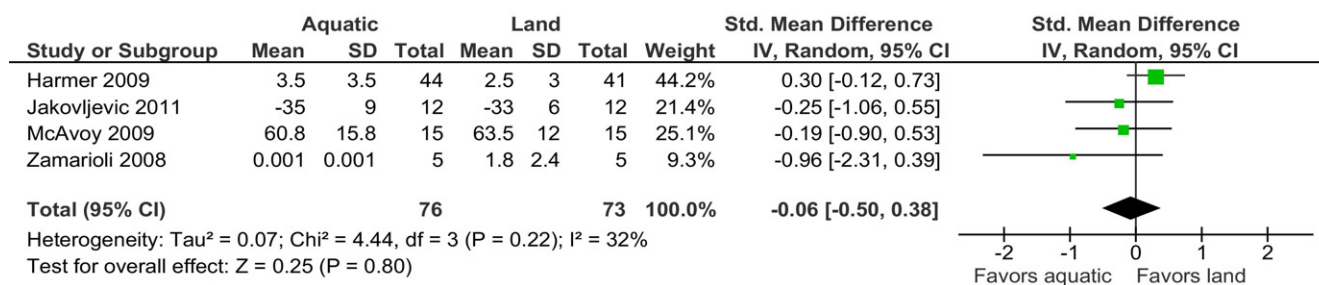 Aquatic Land Std. Mean Difference Std. Mean Difference
Study or Subgroup Mean SD Total Mean SD Total Weight IV, Random, 95% CI IV, Random, 95% CI
Harmer 2009 3.5 3.5 44 2.5 3 41 44.2% 0.30 [-0.12, 0.73]
Jakovljevic 2011 -35 9 12 -33 6 12 21.4% -0.25 [-1.06, 0.55]
McAvoy 2009 60.8 15.8 15 63.5 12 15 25.1% -0.19 [-0.90, 0.53]
Zamarioli 2008 0.001 0.001 5 1.8 2.4 5 9.3% -0.96 [-2.31, 0.39]
Total (95% CI) 76 73 100.0% -0.06 [-0.50, 0.38]
Heterogeneity: Tau² = 0.07; Chi² = 4.44, df = 3 (P = 0.22); I² = 32%
Test for overall effect: Z = 0.25 (P = 0.80)
-2 -1 0 1 2
Favors aquatic Favors land